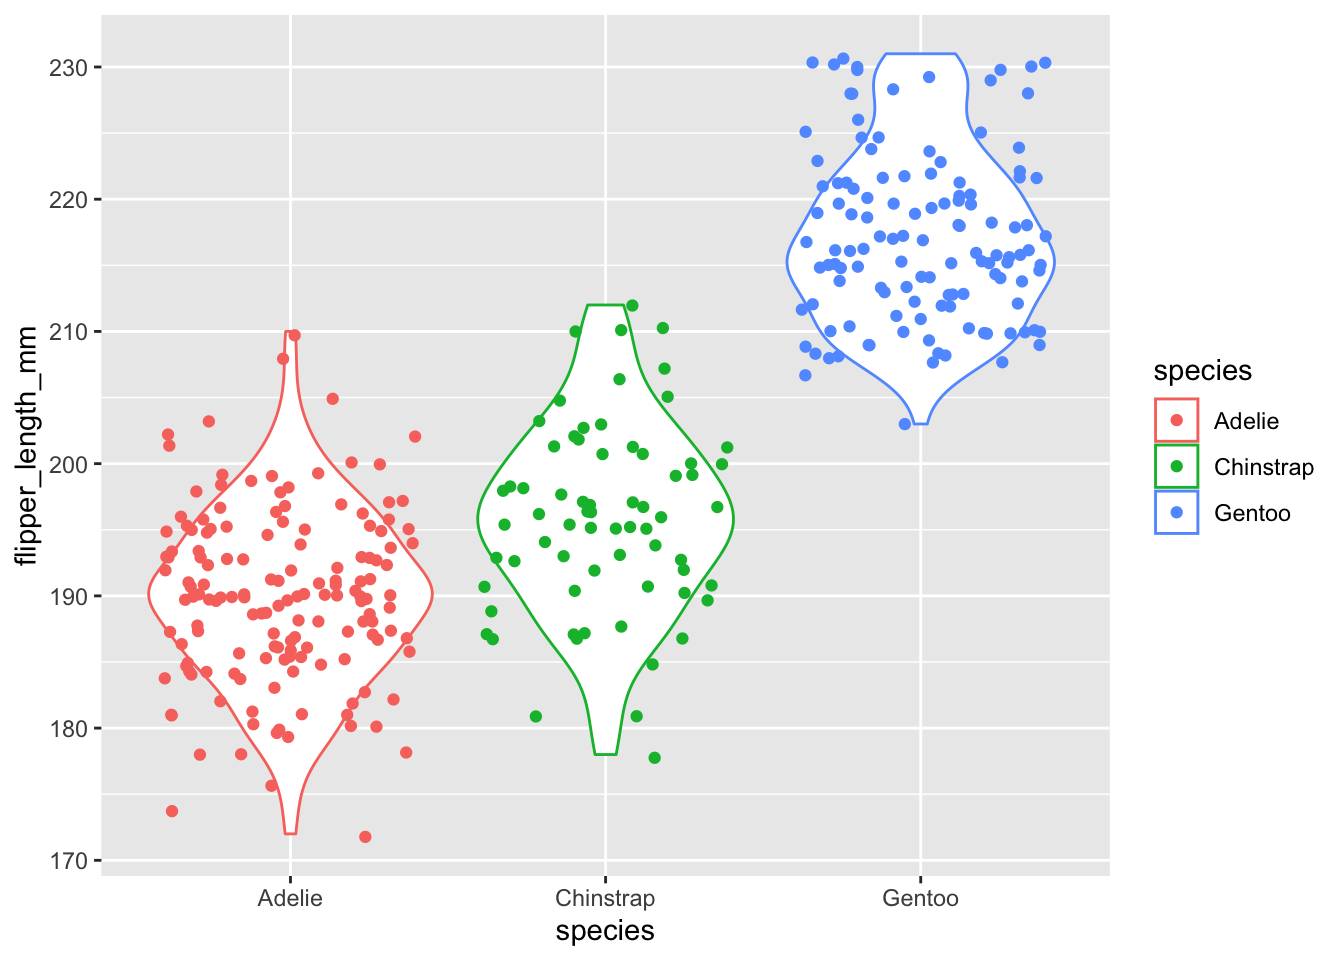 230
220
210
200
190
180
170
flipper_length_mm
Adelie
Chinstrap
Gentoo
species
species
Adelie
Chinstrap
Gentoo